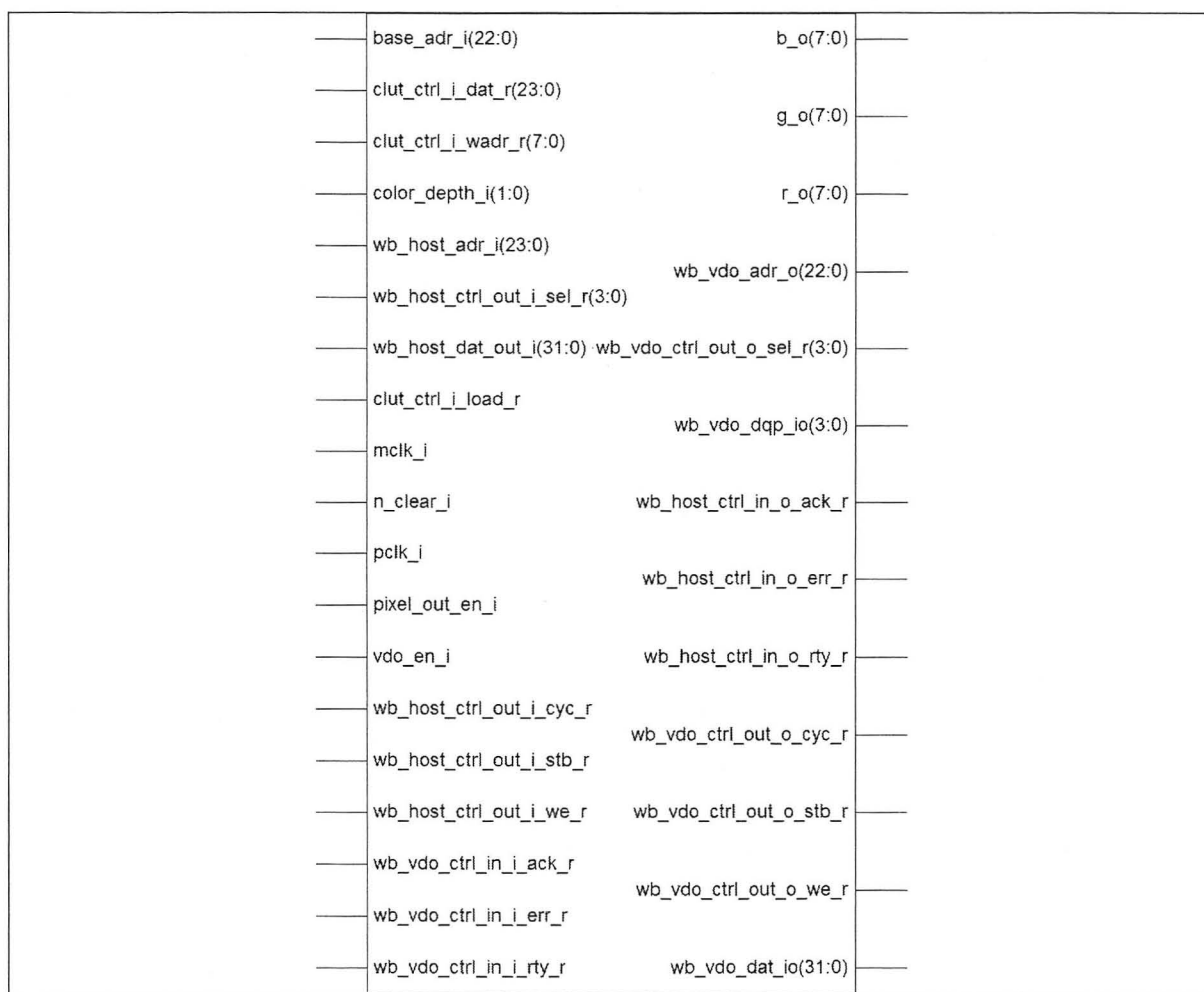 base_adr_i(22:0)
b_o(7:0)
clut_ctrl_i_dat_r(23:0)
g_o(7:0)
clut_ctrl_i_wadr_r(7:0)
color_depth_i(1:0)
r_o(7:0)
wb_host_adr_i(23:0)
wb_vdo_adr_o(22:0)
wb_host_ctrl_out_i_sel_r(3:0)
wb_host_dat_out_i(31:0)
wb_vdo_ctrl_out_o_sel_r(3:0)
clut_ctrl_i_load_r
wb_vdo_dqp_io(3:0)
mclk_i
n_clear_i
wb_host_ctrl_in_o_ack_r
pclk_i
wb_host_ctrl_in_o_err_r
pixel_out_en_i
vdo_en_i
wb_host_ctrl_in_o_rty_r
wb_host_ctrl_out_i_cyc_r
wb_vdo_ctrl_out_o_cyc_r
wb_host_ctrl_out_i_stb_r
wb_host_ctrl_out_i_we_r
wb_vdo_ctrl_out_o_stb_r
wb_vdo_ctrl_in_i_ack_r
wb_vdo_ctrl_out_o_we_r
wb_vdo_ctrl_in_i_err_r
wb_vdo_ctrl_in_i_rty_r
wb_vdo_dat_io(31:0)